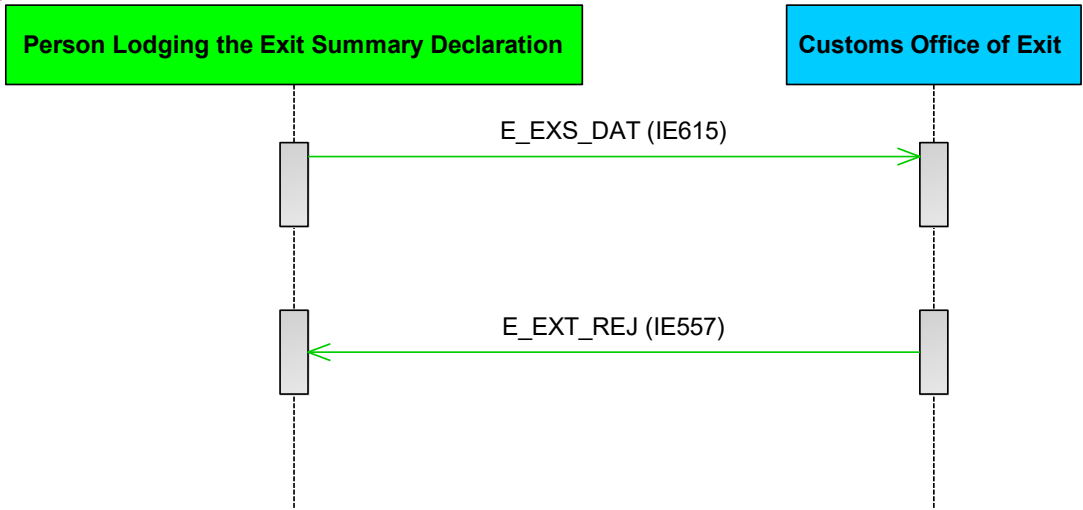 Person Lodging the Exit Summary Declaration
Customs Office of Exit
E_EXS_DAT (IE615)
E_EXT_REJ (IE557)